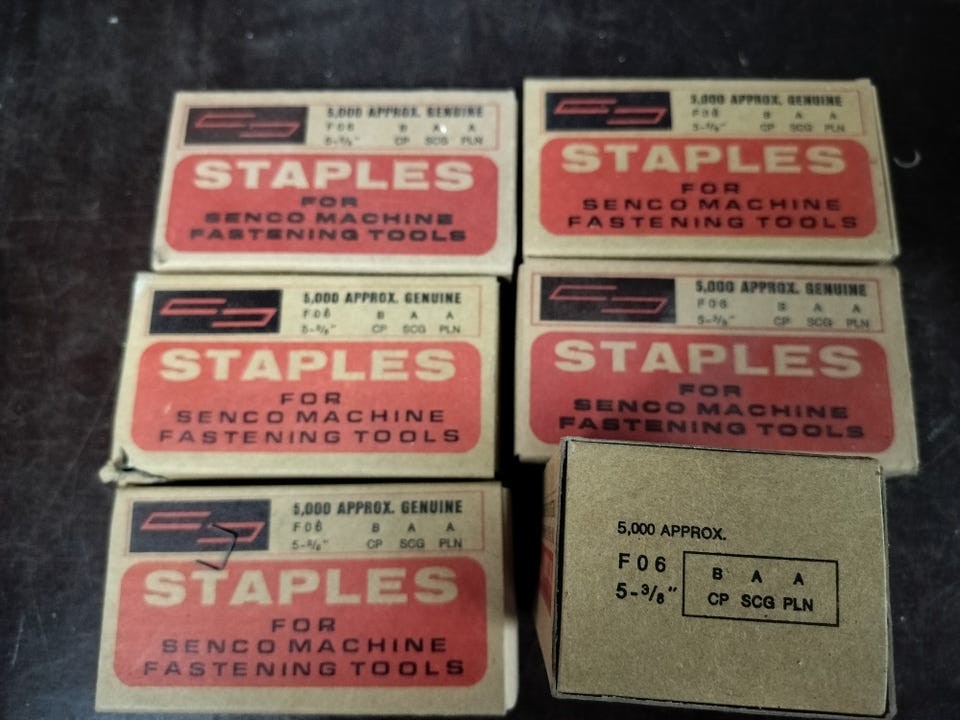 5,000 APPROX. GENUINE
F06 B A A
5-3/8" CP SCG PLN
STAPLES
FOR
SENCO MACHINE
FASTENING TOOLS
5,000 APPROX. GENUINE
F06 B A A
5-3/8" CP SCG PLN
STAPLES
FOR
SENCO MACHINE
FASTENING TOOLS
5,000 APPROX. GENUINE
F06 B A A
5-3/8" CP SCG PLN
STAPLES
FOR
SENCO MACHINE
FASTENING TOOLS
5,000 APPROX. GENUINE
F06 B A A
5-3/8" CP SCG PLN
STAPLES
FOR
SENCO MACHINE
FASTENING TOOLS
5,000 APPROX. GENUINE
F06 B A A
5-3/8" CP SCG PLN
STAPLES
FOR
SENCO MACHINE
FASTENING TOOLS
5,000 APPROX.
F06 B A A
5-3/8" CP SCG PLN